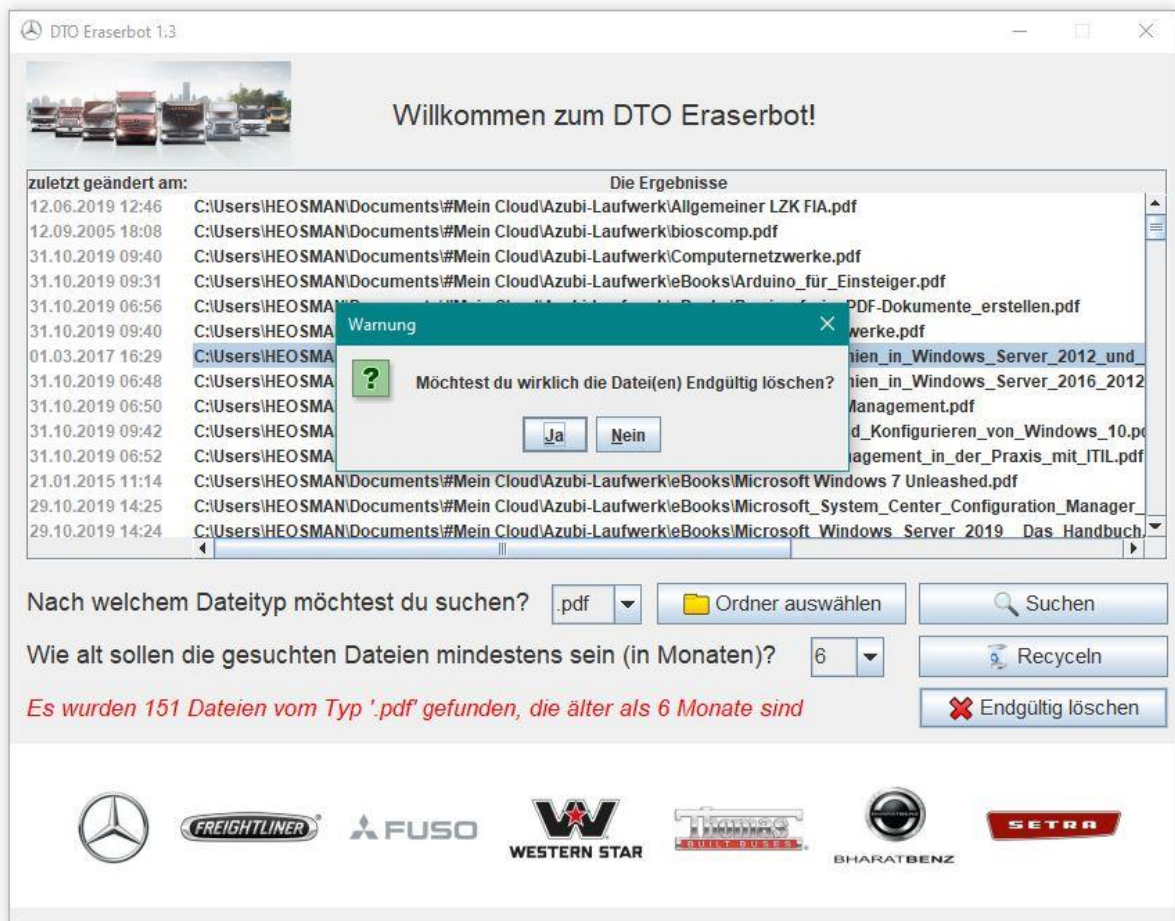 DTO Eraserbot 1.3
Willkommen zum DTO Eraserbot!
zuletzt geändert am: Die Ergebnisse
12.06.2019 12:46 C:\Users\HEOSMAN\Documents\#Mein Cloud\Azubi-Laufwerk\Allgemeiner LZK FIA.pdf
12.09.2005 18:08 C:\Users\HEOSMAN\Documents\#Mein Cloud\Azubi-Laufwerk\bioscomp.pdf
31.10.2019 09:40 C:\Users\HEOSMAN\Documents\#Mein Cloud\Azubi-Laufwerk\Computernetzwerke.pdf
31.10.2019 09:31 C:\Users\HEOSMAN\Documents\#Mein Cloud\Azubi-Laufwerk\eBooks\Arduino_für_Einsteiger.pdf
31.10.2019 06:56 C:\Users\HEOSMA PDF-Dokumente_erstellen.pdf
31.10.2019 09:40 C:\Users\HEOSMA werke.pdf
01.03.2017 16:29 C:\Users\HEOSMA nien_in_Windows_Server_2012_und_
31.10.2019 06:48 C:\Users\HEOSMA nien_in_Windows_Server_2016_2012
31.10.2019 06:50 C:\Users\HEOSMA Management.pdf
31.10.2019 09:42 C:\Users\HEOSMA d_Konfigurieren_von_Windows_10.pd
31.10.2019 06:52 C:\Users\HEOSMA nagement_in_der_Praxis_mit_ITIL.pdf
21.01.2015 11:14 C:\Users\HEOSMAN\Documents\#Mein Cloud\Azubi-Laufwerk\eBooks\Microsoft Windows 7 Unleashed.pdf
29.10.2019 14:25 C:\Users\HEOSMAN\Documents\#Mein Cloud\Azubi-Laufwerk\eBooks\Microsoft_System_Center_Configuration_Manager_
29.10.2019 14:24 C:\Users\HEOSMAN\Documents\#Mein Cloud\Azubi-Laufwerk\eBooks\Microsoft_Windows_Server_2019__Das_Handbuch.
Warnung
Möchtest du wirklich die Datei(en) Endgültig löschen?
Ja Nein
Nach welchem Dateityp möchtest du suchen? .pdf Ordner auswählen Suchen
Wie alt sollen die gesuchten Dateien mindestens sein (in Monaten)? 6 Recyceln
Es wurden 151 Dateien vom Typ '.pdf' gefunden, die älter als 6 Monate sind Endgültig löschen
FREIGHTLINER
FUSO
WESTERN STAR
Thomas
BUILT BUSES
BHARATBENZ
SETRA